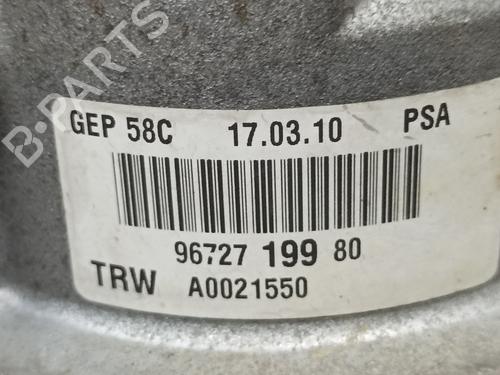 B-PARTS
GEP 58C 17.03.10 PSA
96727 199 80
TRW A0021550